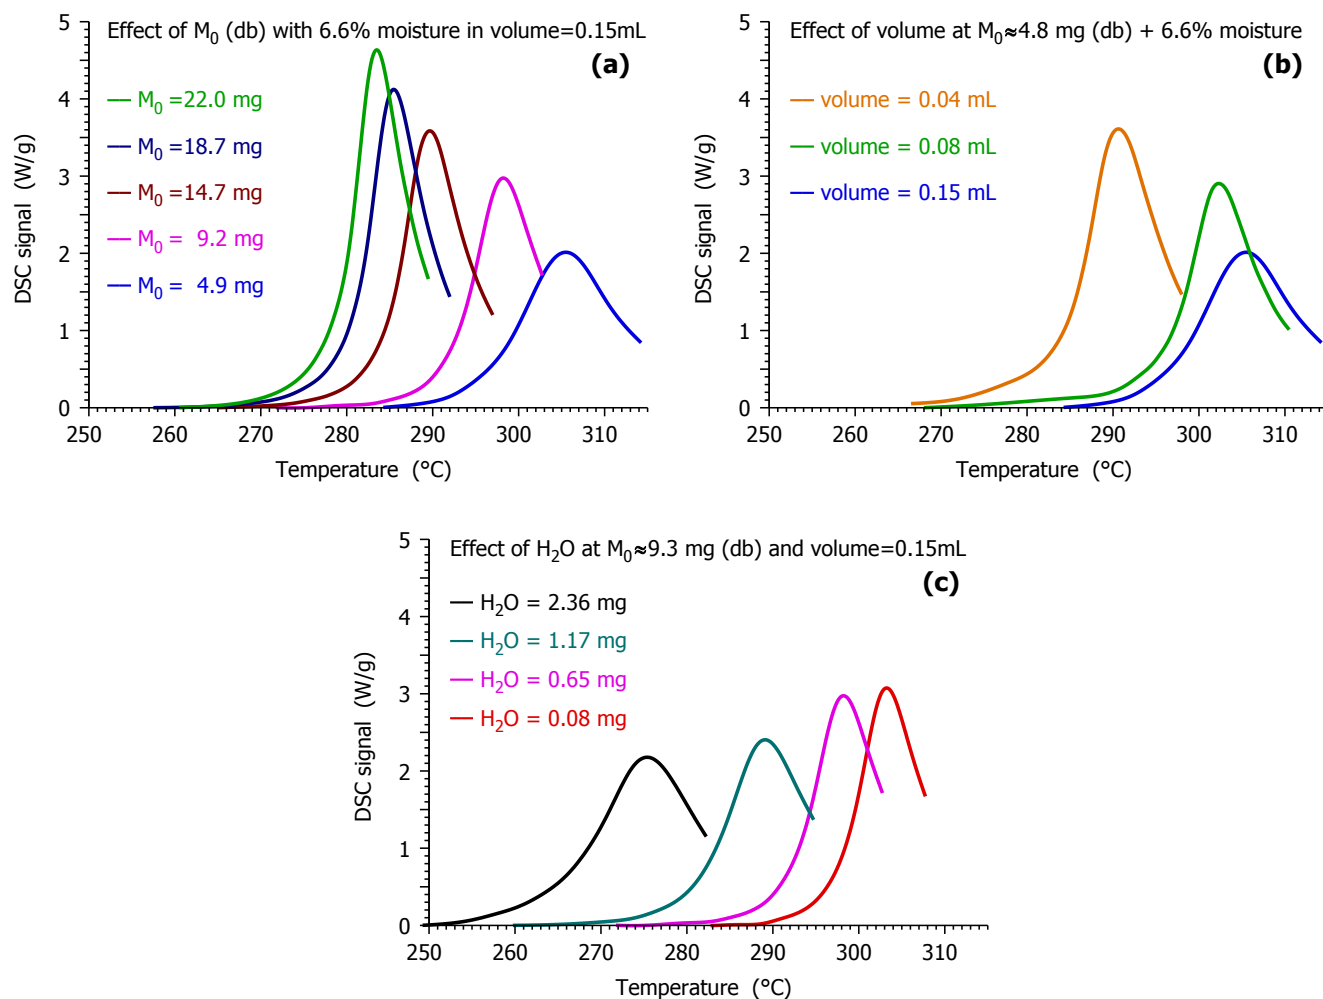 Effect of M₀ (db) with 6.6% moisture in volume=0.15mL
(a)
M₀ =22.0 mg
M₀ =18.7 mg
M₀ =14.7 mg
M₀ = 9.2 mg
M₀ = 4.9 mg
DSC signal (W/g)
5
4
3
2
1
0
250 260 270 280 290 300 310
Temperature (°C)
Effect of volume at M₀≈4.8 mg (db) + 6.6% moisture
(b)
volume = 0.04 mL
volume = 0.08 mL
volume = 0.15 mL
DSC signal (W/g)
5
4
3
2
1
0
250 260 270 280 290 300 310
Temperature (°C)
Effect of H₂O at M₀≈9.3 mg (db) and volume=0.15mL
(c)
H₂O = 2.36 mg
H₂O = 1.17 mg
H₂O = 0.65 mg
H₂O = 0.08 mg
DSC signal (W/g)
5
4
3
2
1
0
250 260 270 280 290 300 310
Temperature (°C)